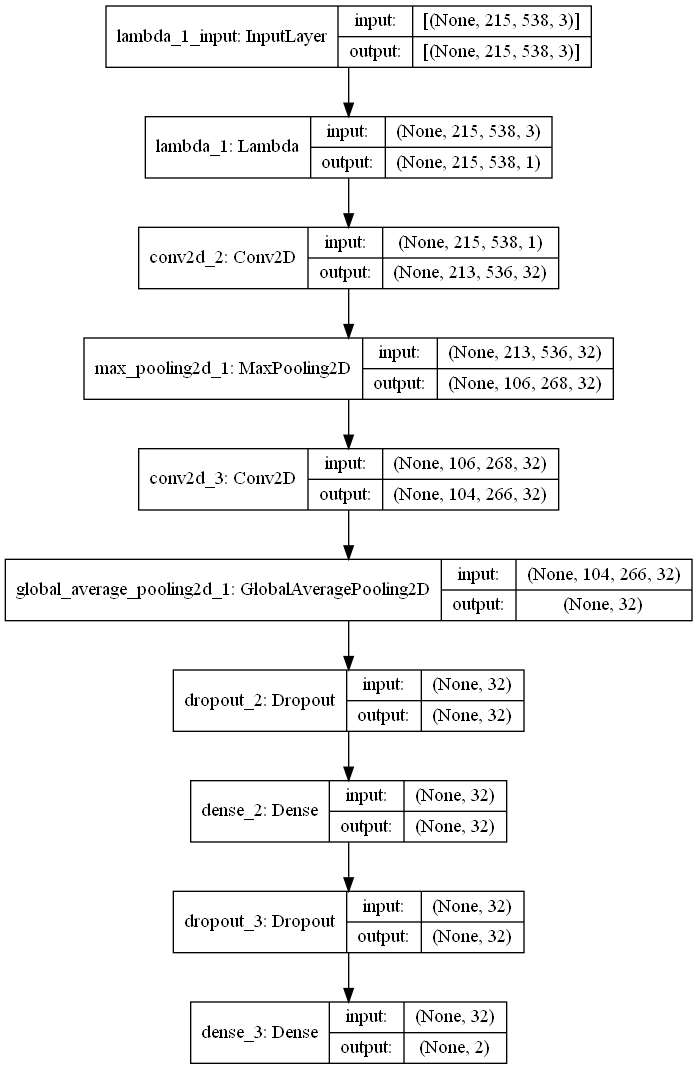 lambda_1_input: InputLayer
input: [(None, 215, 538, 3)]
output: [(None, 215, 538, 3)]
lambda_1: Lambda
input: (None, 215, 538, 3)
output: (None, 215, 538, 1)
conv2d_2: Conv2D
input: (None, 215, 538, 1)
output: (None, 213, 536, 32)
max_pooling2d_1: MaxPooling2D
input: (None, 213, 536, 32)
output: (None, 106, 268, 32)
conv2d_3: Conv2D
input: (None, 106, 268, 32)
output: (None, 104, 266, 32)
global_average_pooling2d_1: GlobalAveragePooling2D
input: (None, 104, 266, 32)
output: (None, 32)
dropout_2: Dropout
input: (None, 32)
output: (None, 32)
dense_2: Dense
input: (None, 32)
output: (None, 32)
dropout_3: Dropout
input: (None, 32)
output: (None, 32)
dense_3: Dense
input: (None, 32)
output: (None, 2)